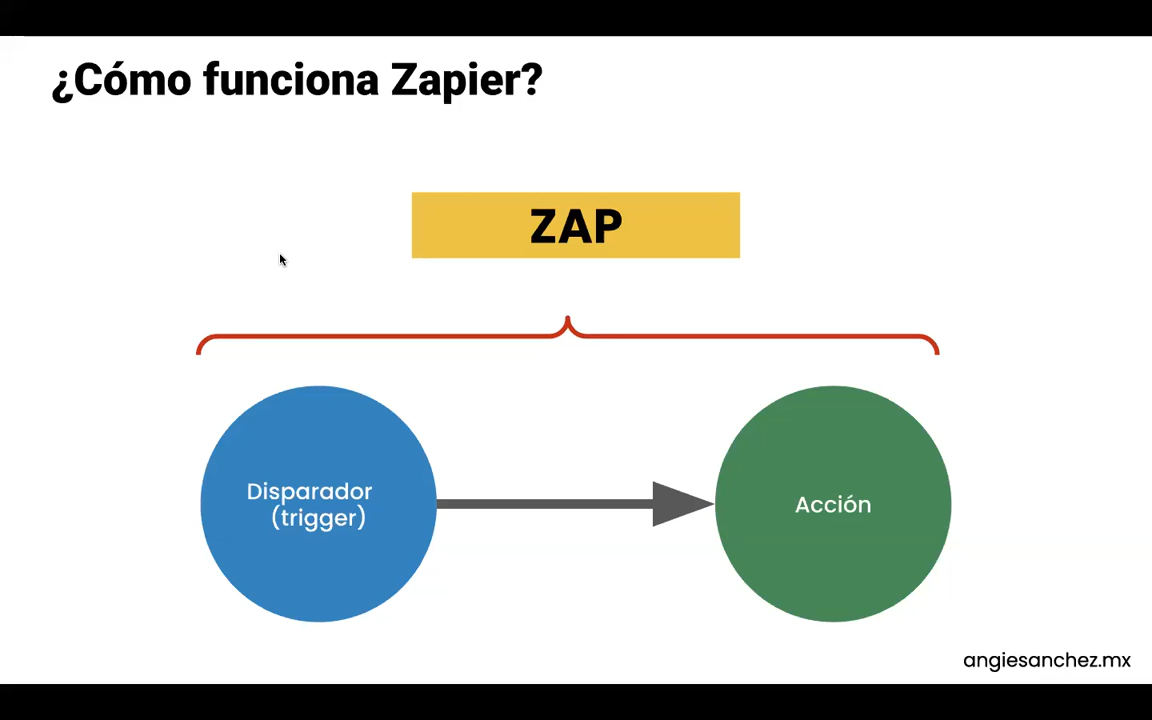 ¿Cómo funciona Zapier?
ZAP
Disparador
(trigger)
Acción
angiesanchez.mx